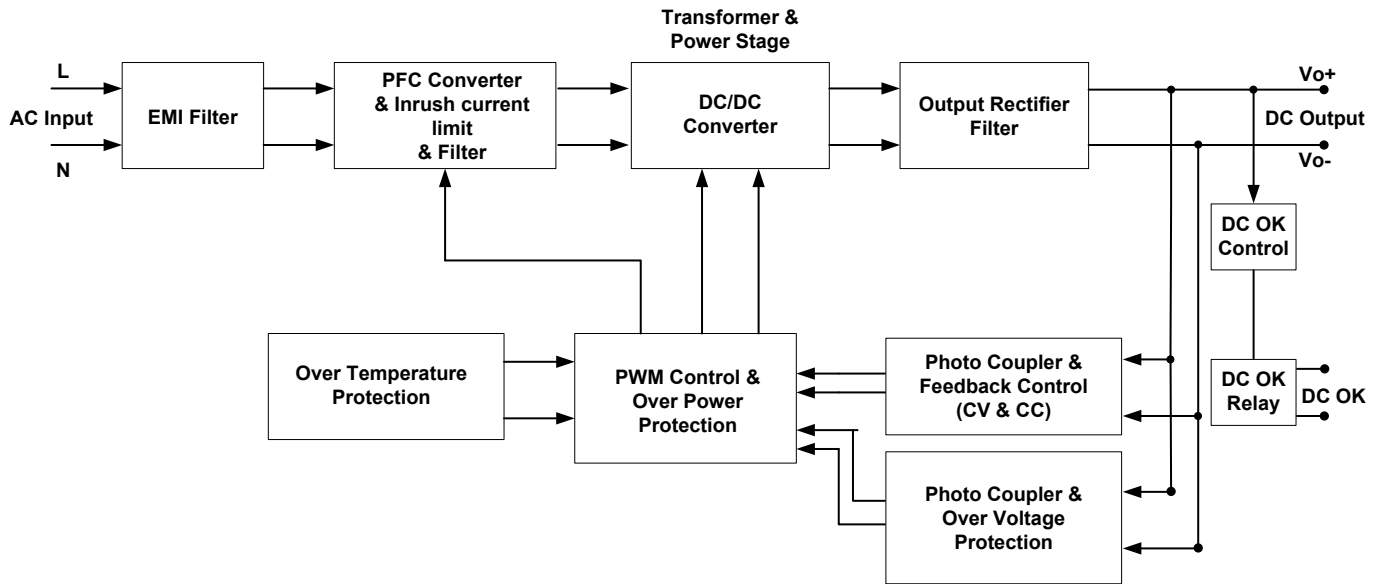 Transformer &
Power Stage
L
AC Input
N
EMI Filter
PFC Converter
& Inrush current
limit
& Filter
DC/DC
Converter
Output Rectifier
Filter
Vo+
DC Output
Vo-
DC OK
Control
Over Temperature
Protection
PWM Control &
Over Power
Protection
Photo Coupler &
Feedback Control
(CV & CC)
DC OK
Relay
DC OK
Photo Coupler &
Over Voltage
Protection